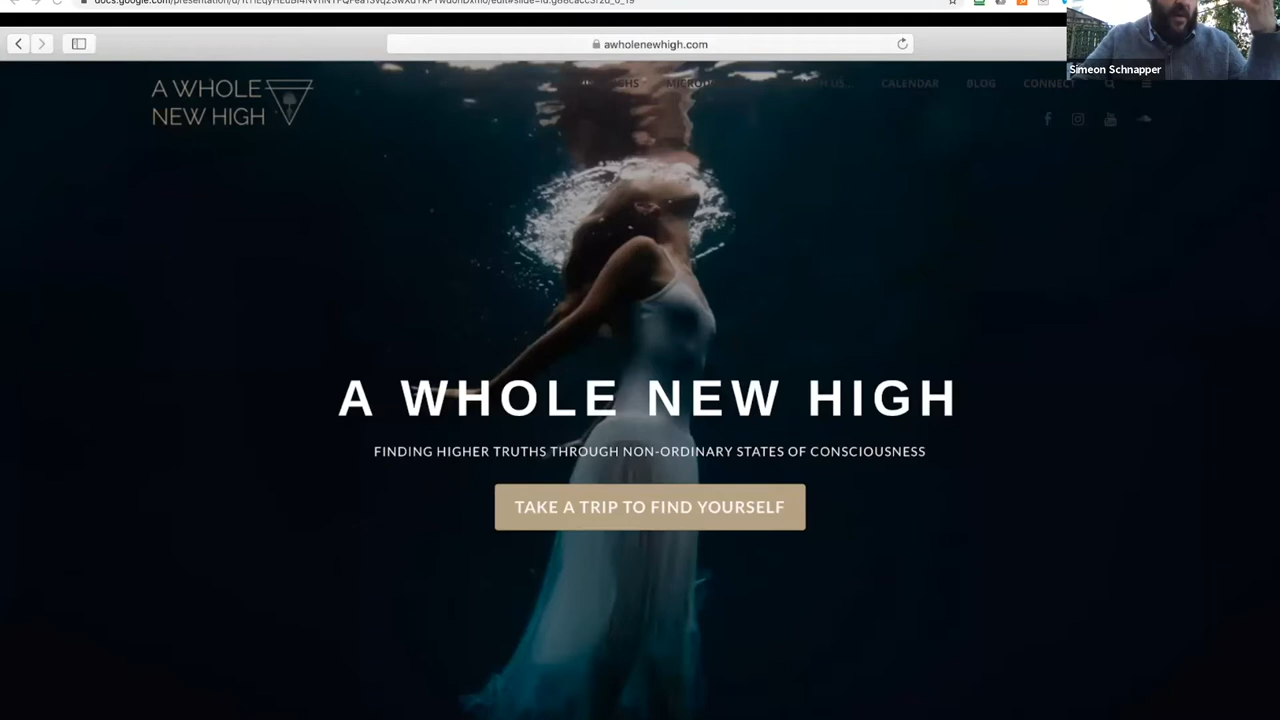 awholenewhigh.com
Simeon Schnapper
A WHOLE
NEW HIGH
CALENDAR BLOG CONNECT
A WHOLE NEW HIGH
FINDING HIGHER TRUTHS THROUGH NON-ORDINARY STATES OF CONSCIOUSNESS
TAKE A TRIP TO FIND YOURSELF